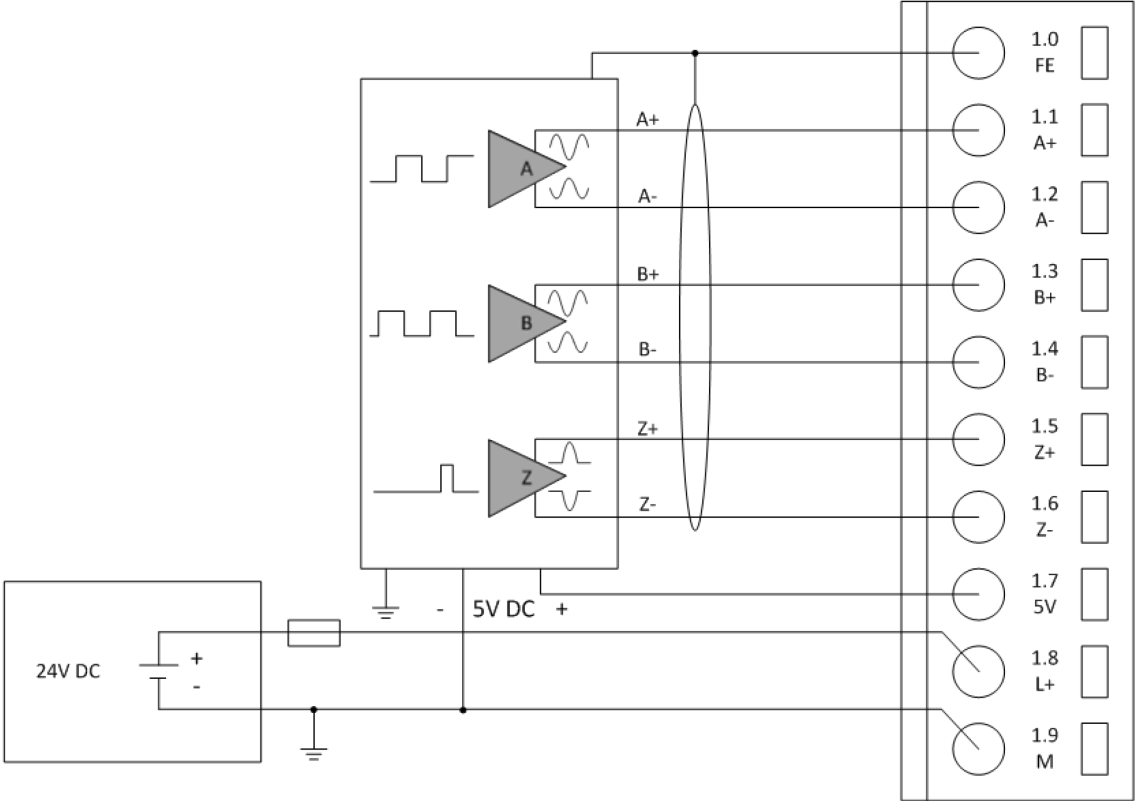 1.0
FE
A+
1.1
A+
A
A-
1.2
A-
B+
1.3
B+
B
B-
1.4
B-
Z+
1.5
Z+
Z
Z-
1.6
Z-
- 5V DC +
1.7
5V
24V DC
+
-
1.8
L+
1.9
M